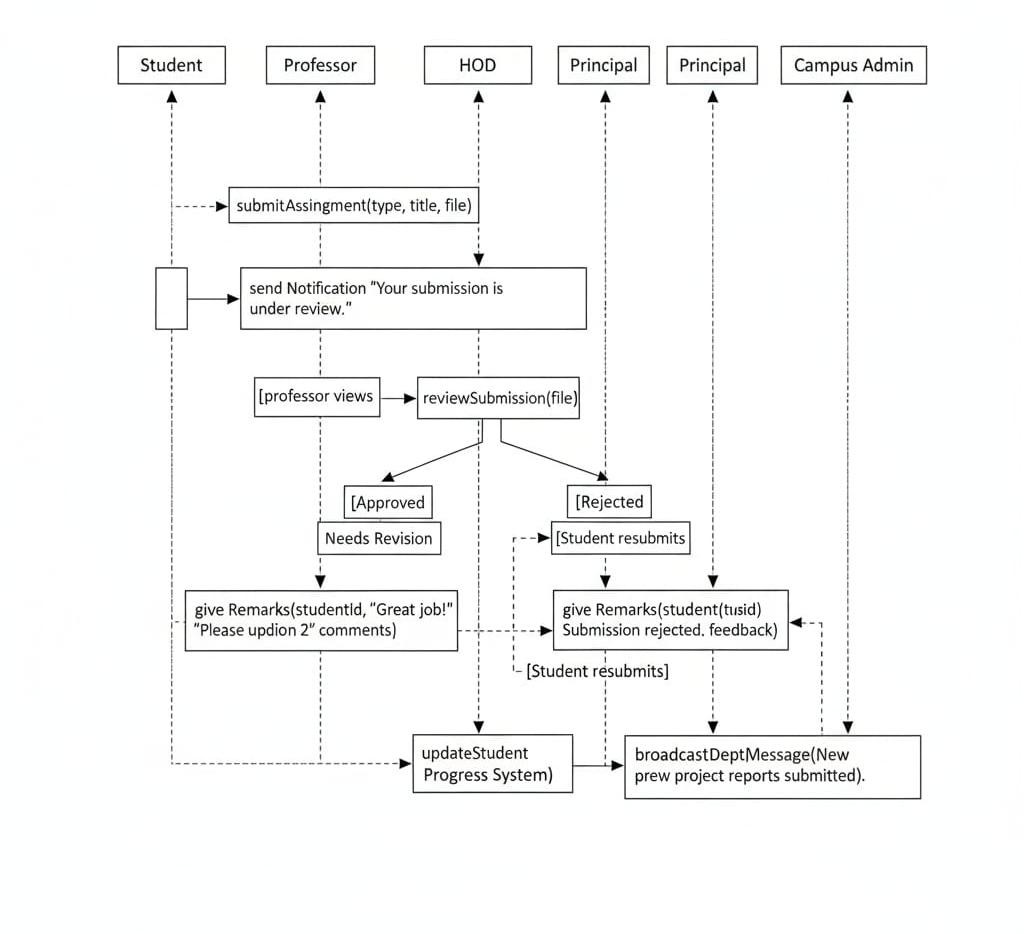 Student
Professor
HOD
Principal
Principal
Campus Admin
submitAssingment(type, title, file)
send Notification "Your submission is
under review."
[professor views
reviewSubmission(file)
[Approved
[Rejected
Needs Revision
[Student resubmits
give Remarks(studentId, "Great job!"
"Please updion 2" comments)
give Remarks(student(tusid)
Submission rejected. feedback)
[Student resubmits]
updateStudent
Progress System)
broadcastDeptMessage(New
prew project reports submitted).